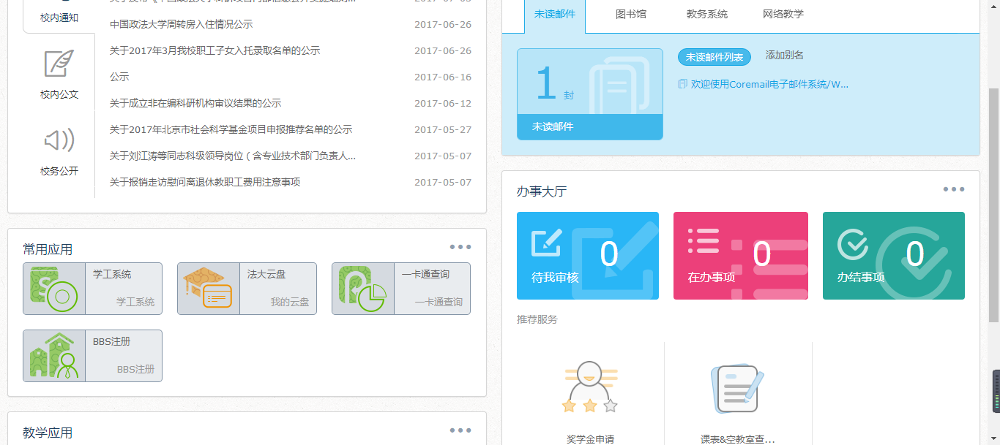 校内通知
校内公文
校务公开
中国政法大学周转房入住情况公示 2017-06-26
关于2017年3月我校职工子女入托录取名单的公示 2017-06-26
公示 2017-06-16
关于成立非在编科研机构审议结果的公示 2017-06-12
关于2017年北京市社会科学基金项目申报推荐名单的公示 2017-05-27
关于刘江涛等同志科级领导岗位（含专业技术部门负责人... 2017-05-07
关于报销走访慰问离退休教职工费用注意事项 2017-05-07
常用应用
学工系统
学工系统
法大云盘
我的云盘
一卡通查询
一卡通查询
BBS注册
BBS注册
教学应用
未读邮件 图书馆 教务系统 网络教学
1 封
未读邮件
未读邮件列表 添加别名
欢迎使用Coremail电子邮件系统/W...
办事大厅
0
待我审核
0
在办事项
0
办结事项
推荐服务
奖学金申请
课表&空教室查...